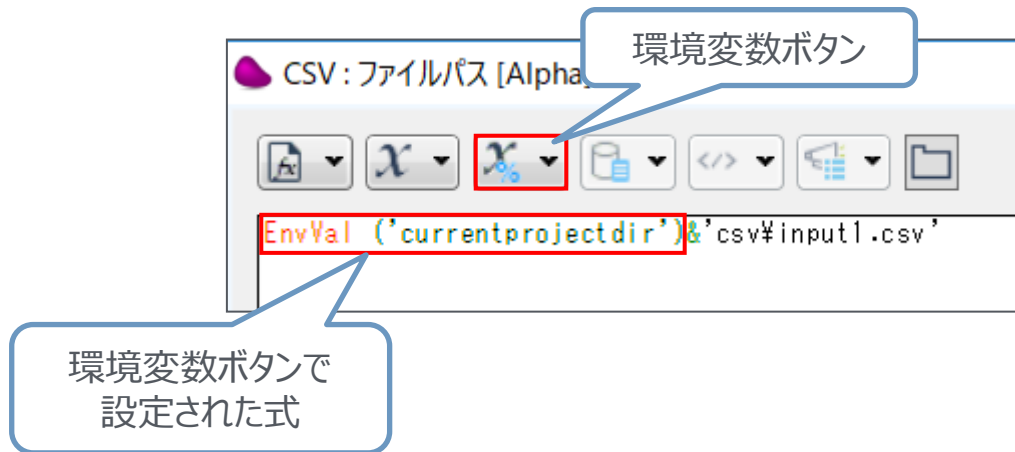 環境変数ボタン
CSV : ファイルパス [Alpha]
EnvVal ('currentprojectdir')&'csv¥input1.csv'
環境変数ボタンで
設定された式